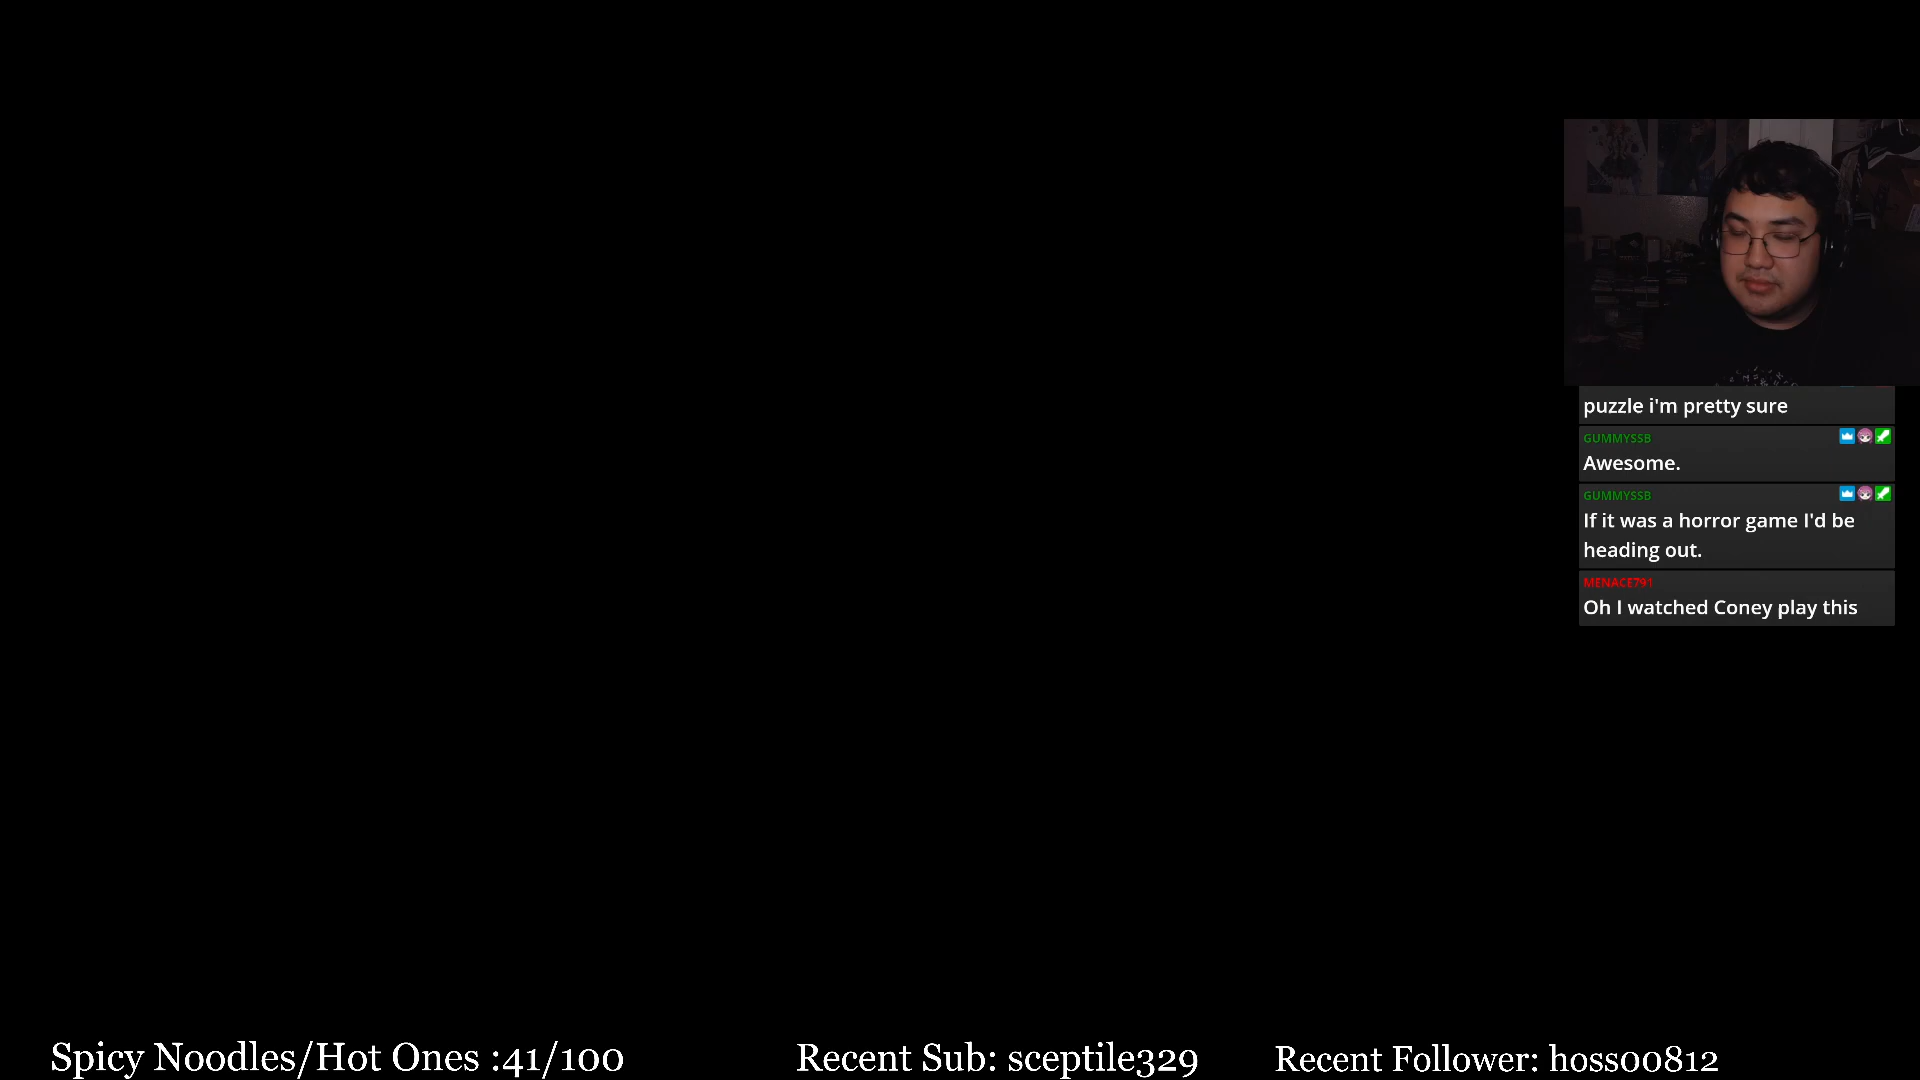 puzzle i'm pretty sure
GUMMYSSB
Awesome.
GUMMYSSB
If it was a horror game I'd be
heading out.
MENACE791
Oh I watched Coney play this
Spicy Noodles/Hot Ones :41/100
Recent Sub: sceptile329
Recent Follower: hoss00812